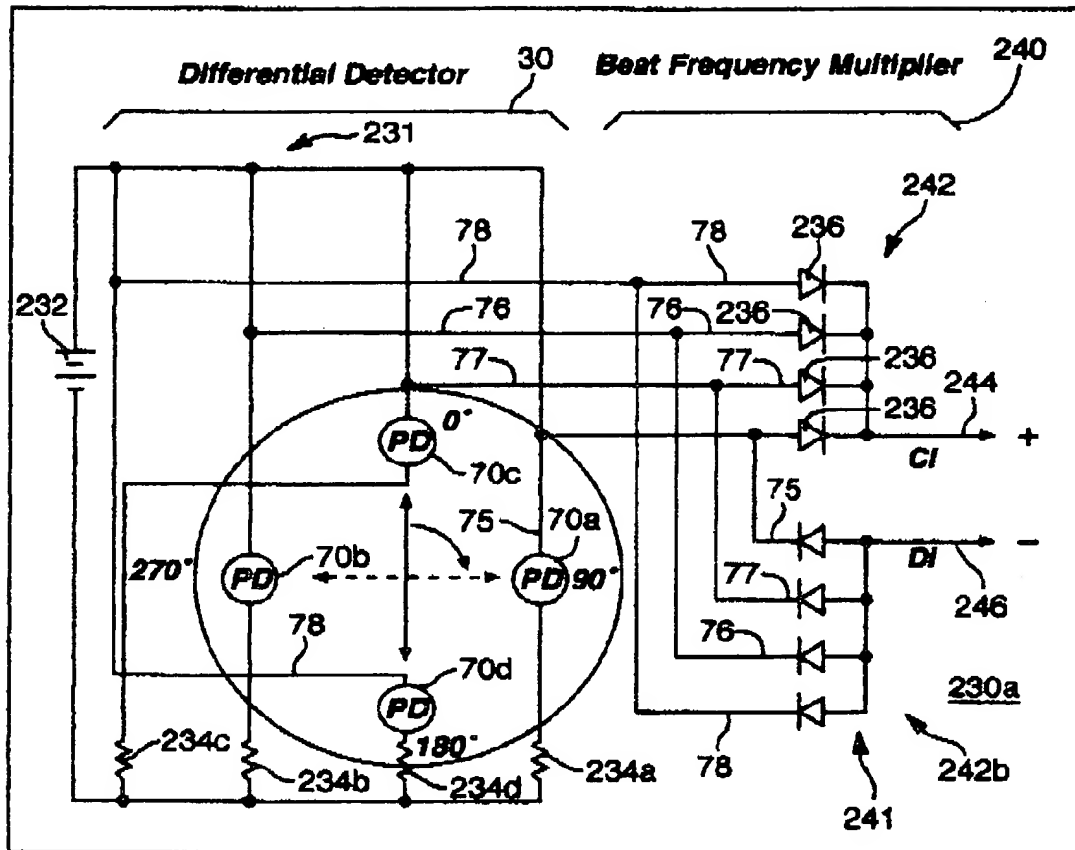 Differential Detector 30 Beat Frequency Multiplier 240
231
242
78 78 236
232 76 76 236
77 77 236
236 244
PD 0° +
70c CI
75 70a 75
270° PD 70b PD 90° DI −
77 246
78 76
70d
PD 230a
180° 78
234c 234b 234d 234a 242b
241